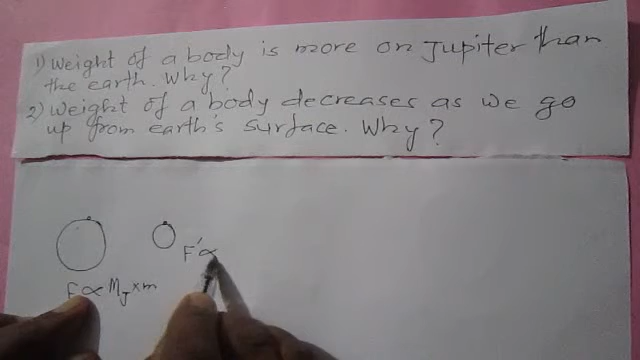 1) Weight of a body is more on Jupiter than
the earth. Why?
2) Weight of a body decreases as we go
up from earth's surface. Why?
F'∝
F∝ M_J×m